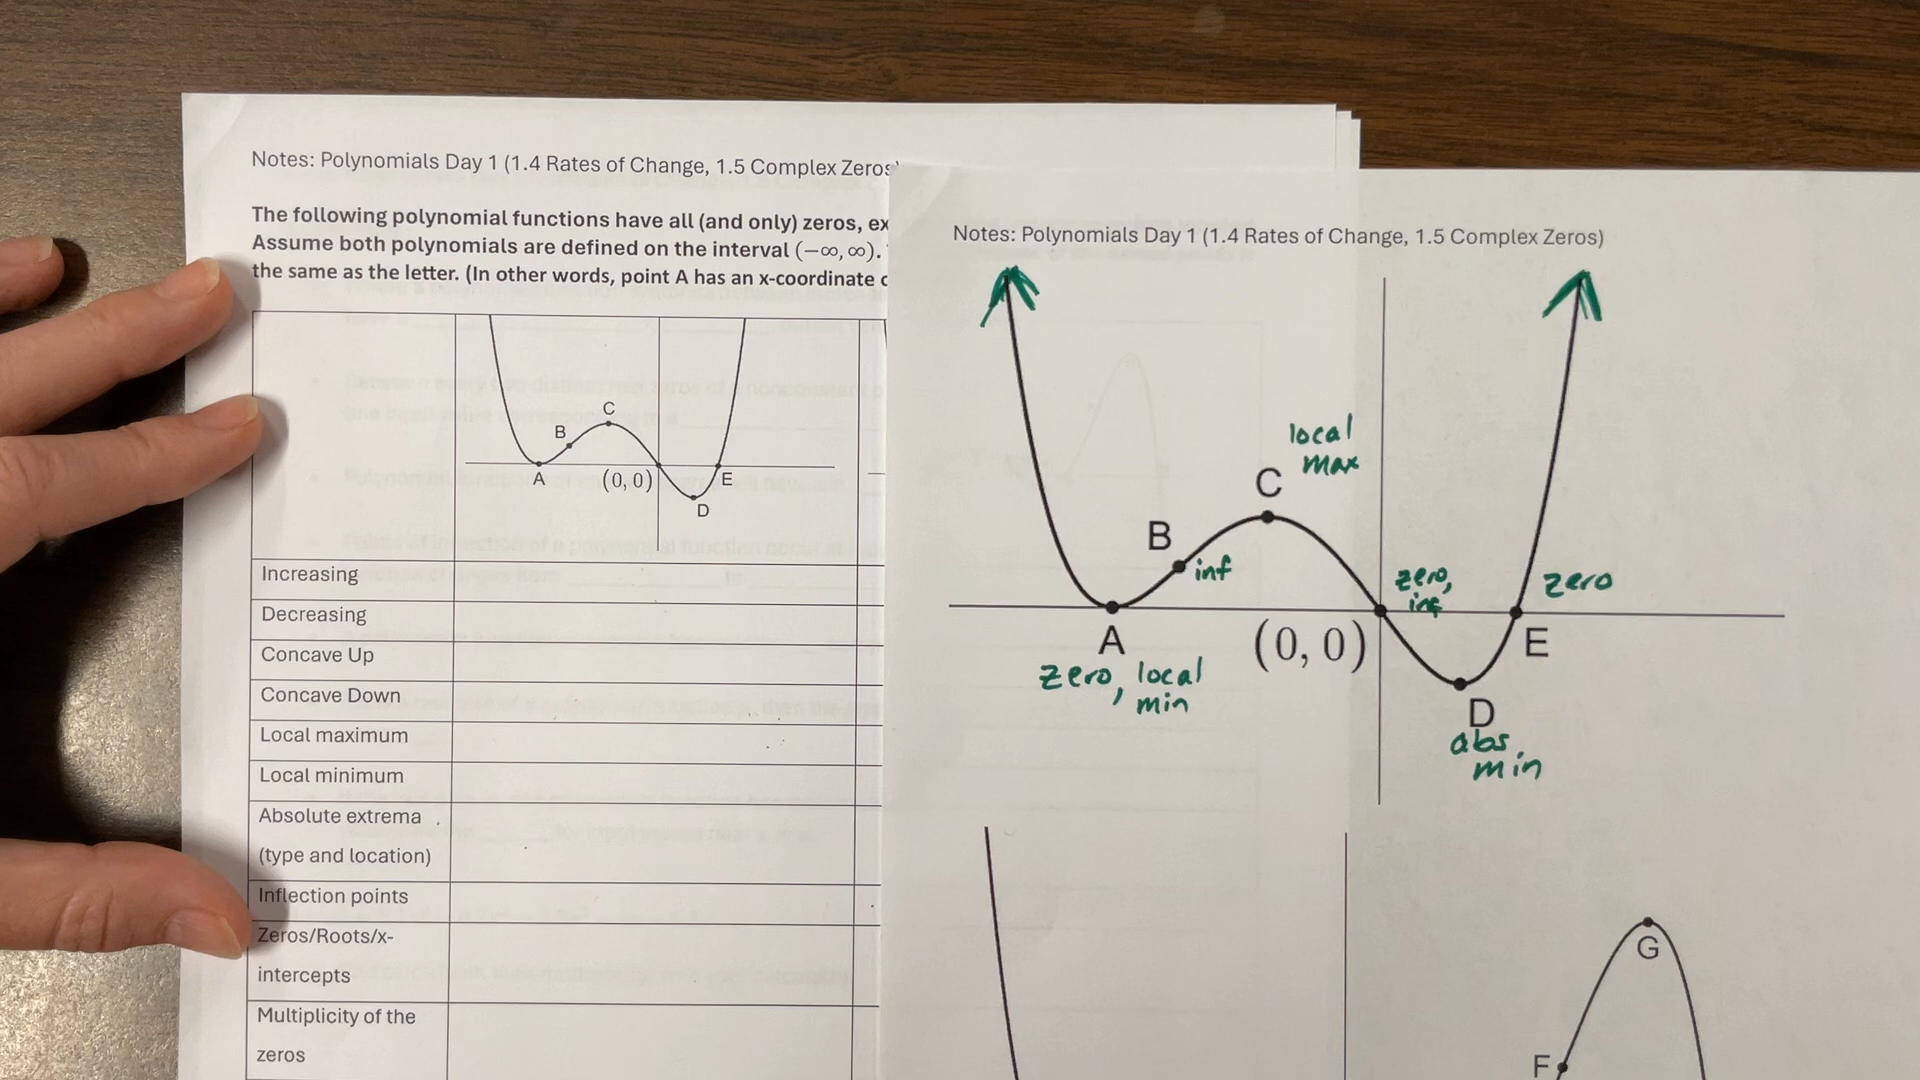 Notes: Polynomials Day 1 (1.4 Rates of Change, 1.5 Complex Zeros)
The following polynomial functions have all (and only) zeros, ex
Assume both polynomials are defined on the interval (−∞, ∞).
the same as the letter. (In other words, point A has an x-coordinate
C
B
A
(0, 0)
E
D
Increasing
Decreasing
Concave Up
Concave Down
Local maximum
Local minimum
Absolute extrema
(type and location)
Inflection points
Zeros/Roots/x-
intercepts
Multiplicity of the
zeros
Notes: Polynomials Day 1 (1.4 Rates of Change, 1.5 Complex Zeros)
local
max
C
B
inf
zero,
inf
zero
A
(0, 0)
E
zero, local
min
D
abs
min
G
F